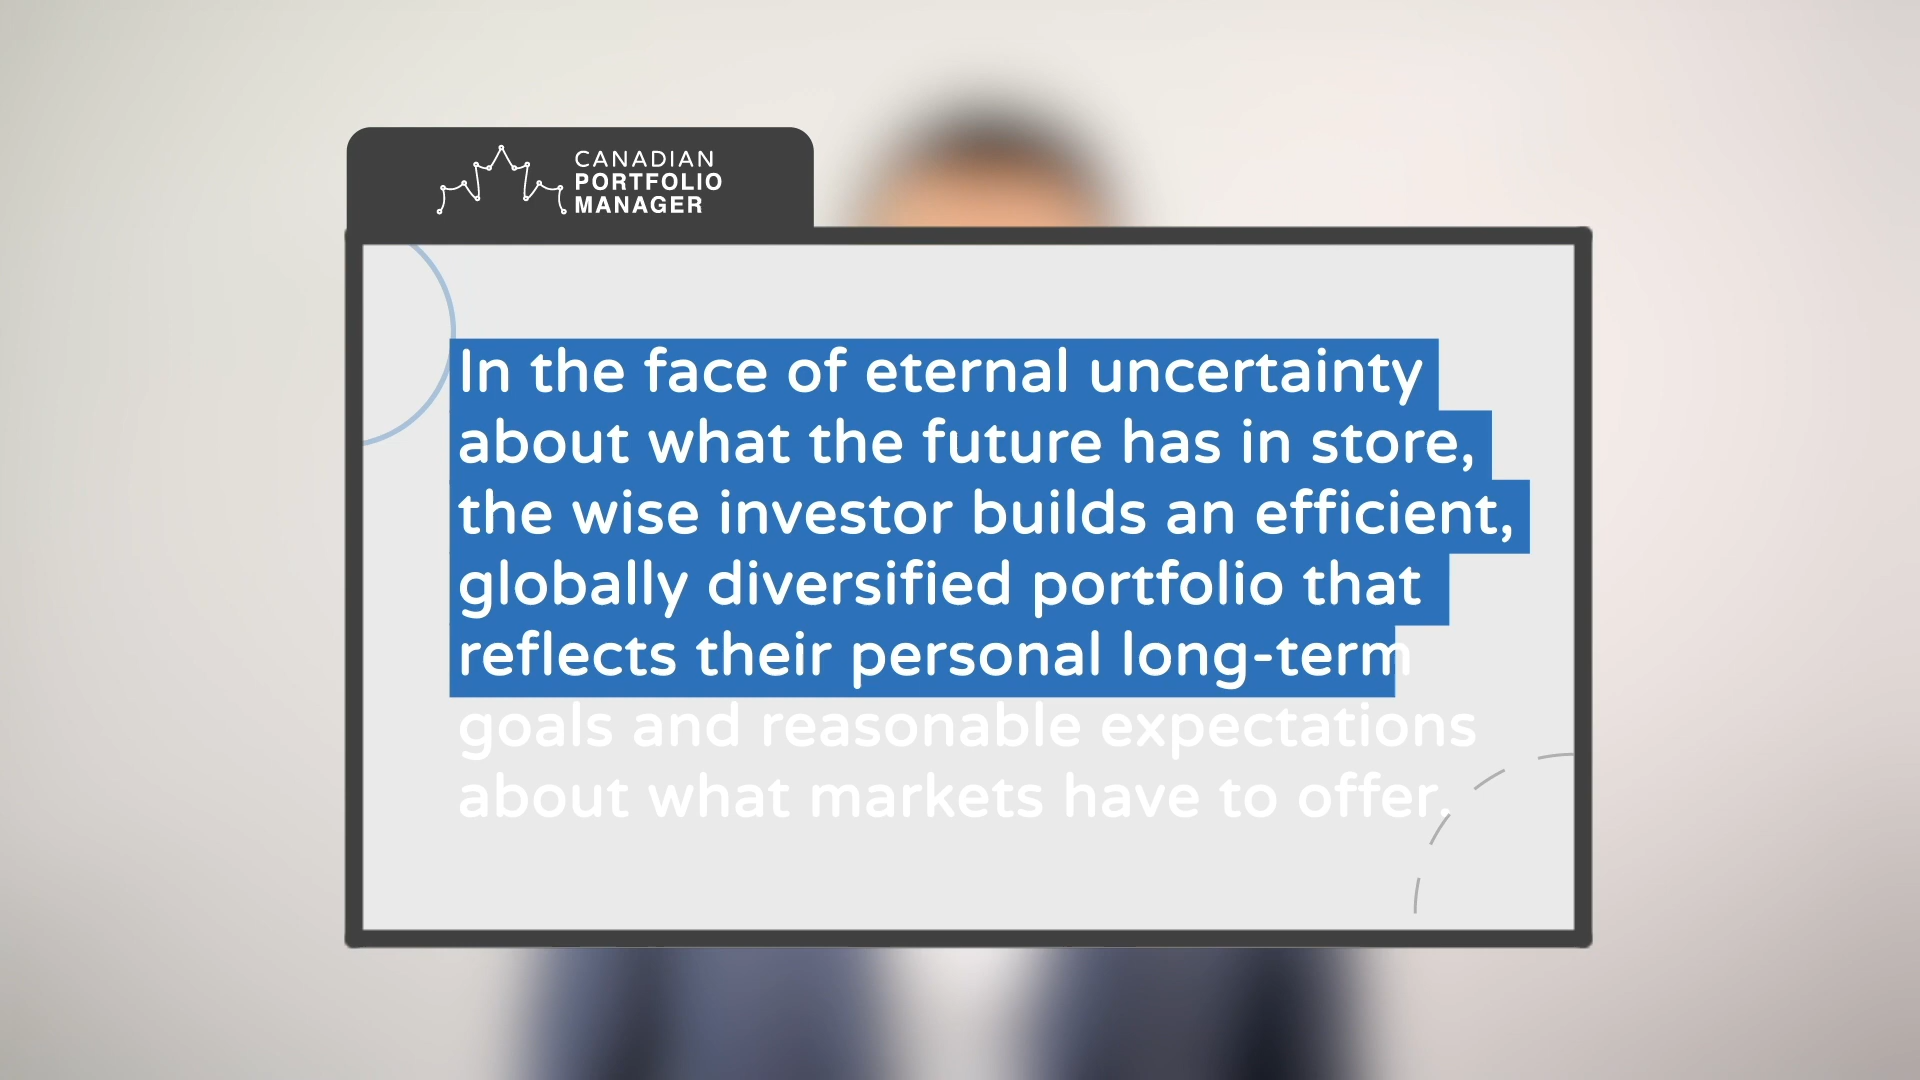 CANADIAN
PORTFOLIO
MANAGER
In the face of eternal uncertainty
about what the future has in store,
the wise investor builds an efficient,
globally diversified portfolio that
reflects their personal long-term
goals and reasonable expectations
about what markets have to offer.